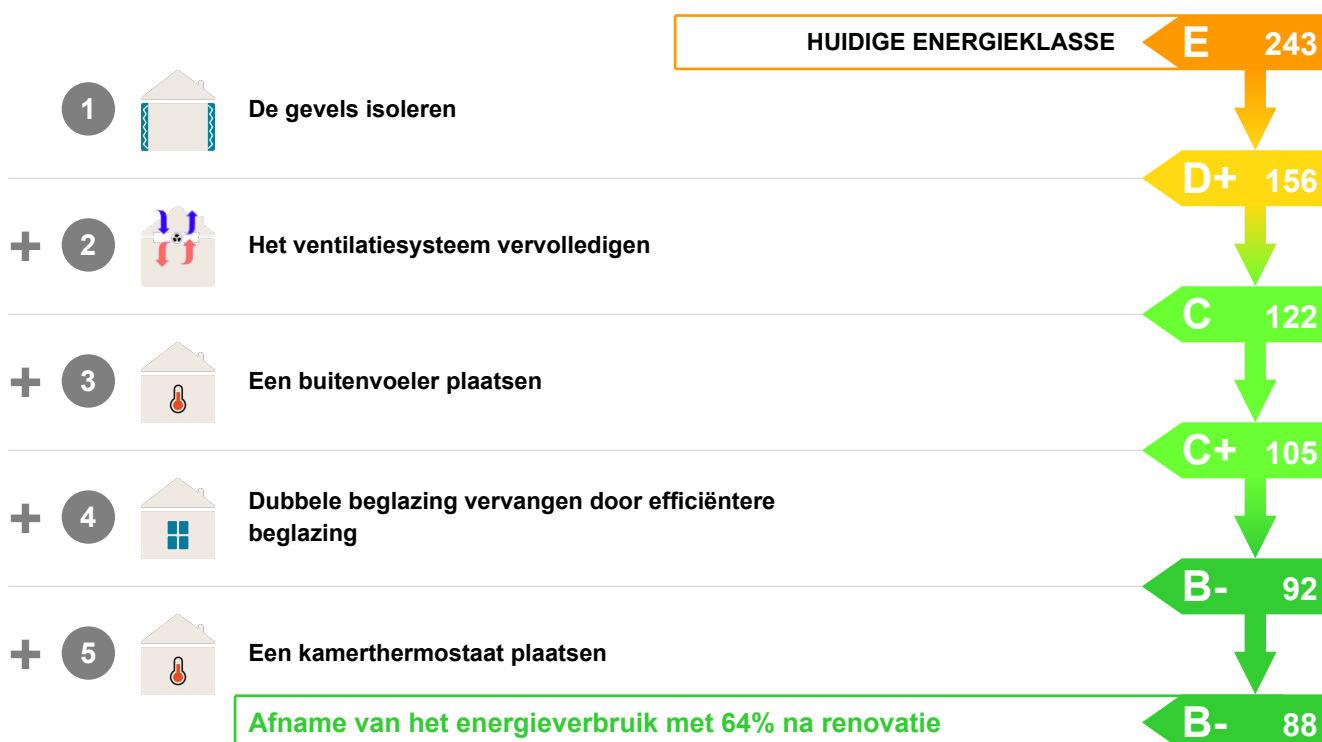 HUIDIGE ENERGIEKLASSE E 243
1 De gevels isoleren
D+ 156
+ 2 Het ventilatiesysteem vervolledigen
C 122
+ 3 Een buitenvoeler plaatsen
C+ 105
+ 4 Dubbele beglazing vervangen door efficiëntere
beglazing
B- 92
+ 5 Een kamerthermostaat plaatsen
Afname van het energieverbruik met 64% na renovatie B- 88